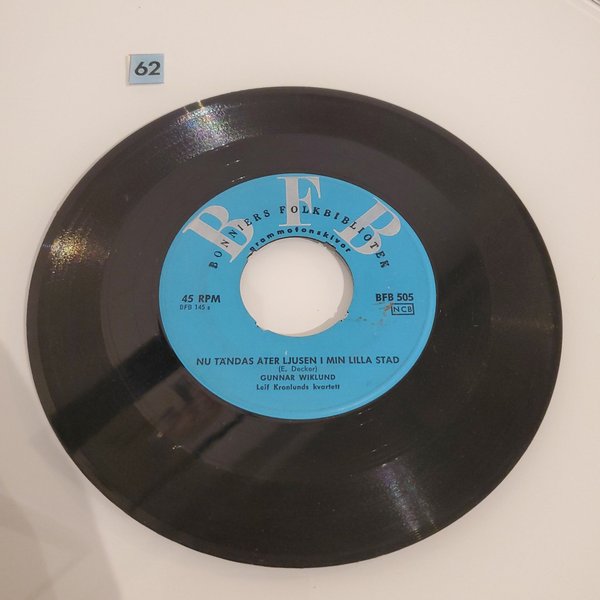 62
BFB
BONNIERS FOLKBIBLIOTEK
Grammofonskivor
45 RPM
BFB 505
DFB 145 a
NCB
NU TÄNDAS ÅTER LJUSEN I MIN LILLA STAD
(E. Decker)
GUNNAR WIKLUND
Leif Kronlunds kvartett